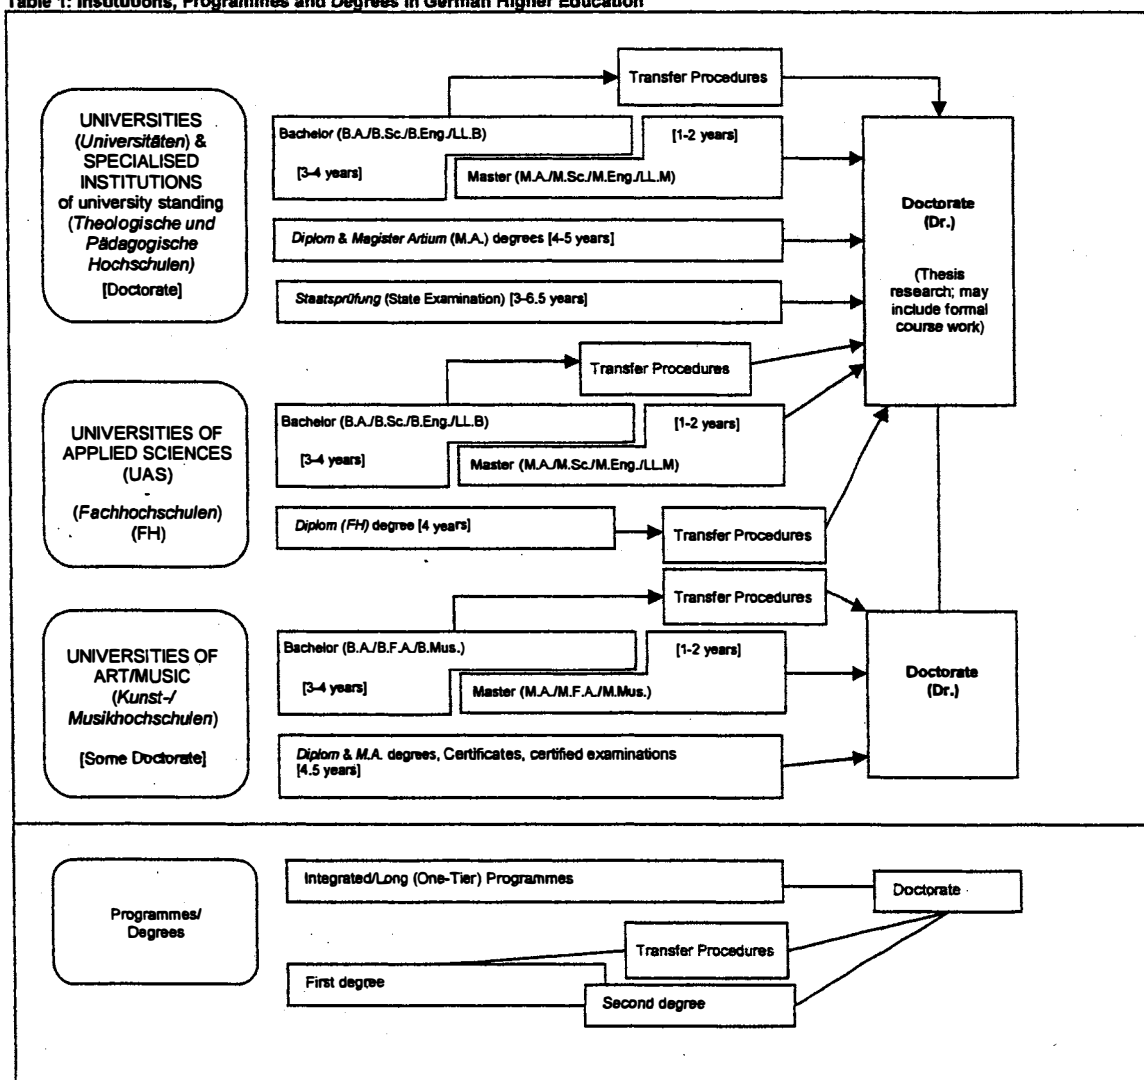 Table 1: Institutions, Programmes and Degrees in German Higher Education
Transfer Procedures
UNIVERSITIES
(Universitäten) &
SPECIALISED
INSTITUTIONS
of university standing
(Theologische und
Pädagogische
Hochschulen)
[Doctorate]
Bachelor (B.A./B.Sc./B.Eng./LL.B)
[3-4 years]
[1-2 years]
Master (M.A./M.Sc./M.Eng./LL.M)
Diplom & Magister Artium (M.A.) degrees [4-5 years]
Staatsprüfung (State Examination) [3-6.5 years]
Doctorate
(Dr.)
(Thesis
research; may
include formal
course work)
Transfer Procedures
UNIVERSITIES OF
APPLIED SCIENCES
(UAS)
-
(Fachhochschulen)
(FH)
Bachelor (B.A./B.Sc./B.Eng./LL.B)
[3-4 years]
[1-2 years]
Master (M.A./M.Sc./M.Eng./LL.M)
Diplom (FH) degree [4 years]
Transfer Procedures
Transfer Procedures
UNIVERSITIES OF
ART/MUSIC
(Kunst-/
Musikhochschulen)
[Some Doctorate]
Bachelor (B.A./B.F.A./B.Mus.)
[3-4 years]
[1-2 years]
Master (M.A./M.F.A./M.Mus.)
Diplom & M.A. degrees, Certificates, certified examinations
[4.5 years]
Doctorate
(Dr.)
Programmes/
Degrees
Integrated/Long (One-Tier) Programmes
Doctorate
Transfer Procedures
First degree
Second degree